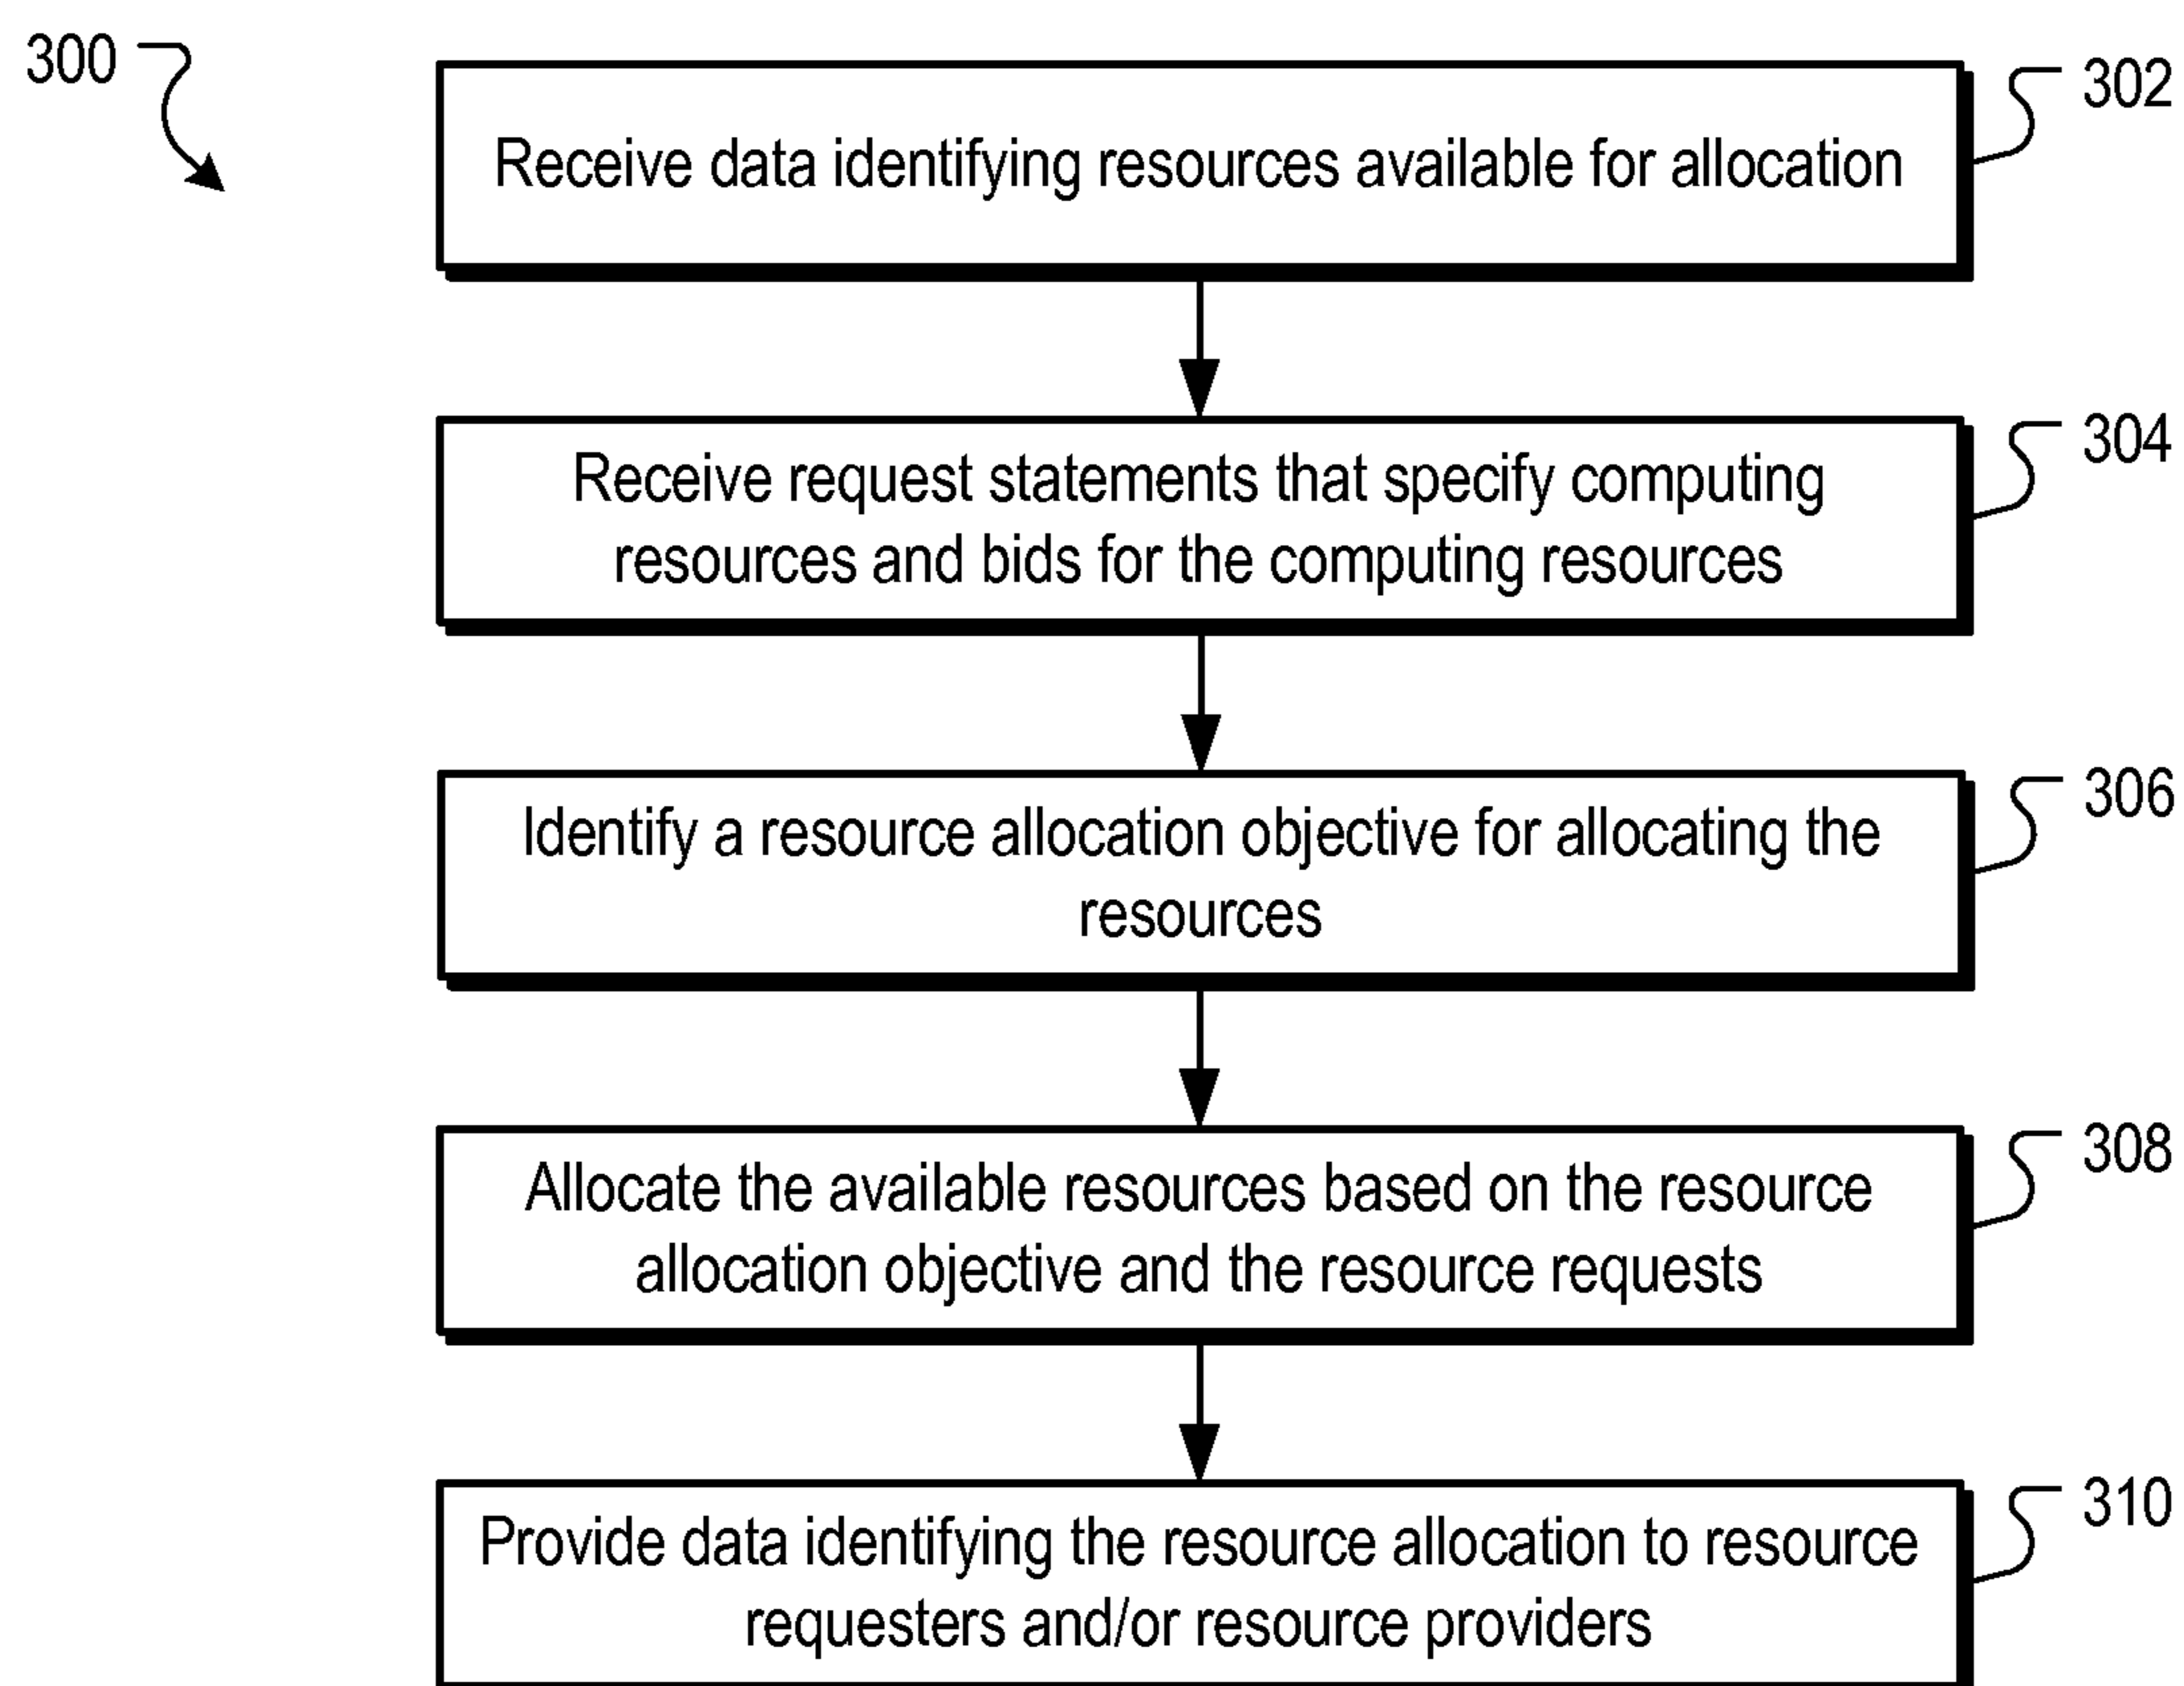 300
302
Receive data identifying resources available for allocation
304
Receive request statements that specify computing
resources and bids for the computing resources
306
Identify a resource allocation objective for allocating the
resources
308
Allocate the available resources based on the resource
allocation objective and the resource requests
310
Provide data identifying the resource allocation to resource
requesters and/or resource providers